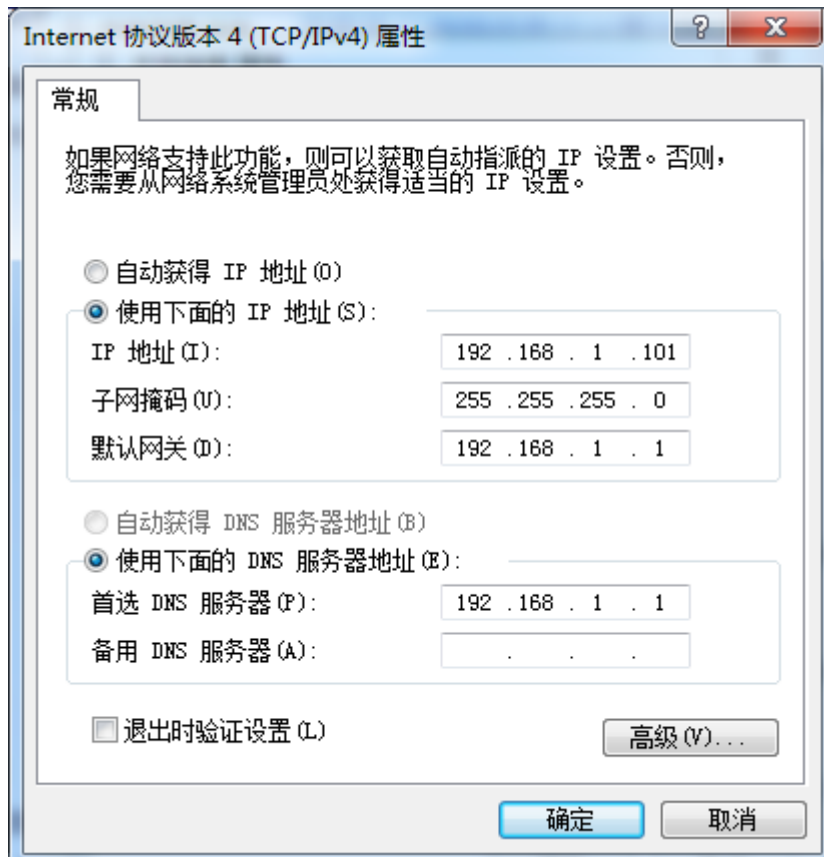 Internet 协议版本 4 (TCP/IPv4) 属性
常规
如果网络支持此功能，则可以获取自动指派的 IP 设置。否则，
您需要从网络系统管理员处获得适当的 IP 设置。
自动获得 IP 地址(O)
使用下面的 IP 地址(S):
IP 地址(I): 192 .168 . 1 .101
子网掩码(U): 255 .255 .255 . 0
默认网关(D): 192 .168 . 1 . 1
自动获得 DNS 服务器地址(B)
使用下面的 DNS 服务器地址(E):
首选 DNS 服务器(P): 192 .168 . 1 . 1
备用 DNS 服务器(A): . . .
退出时验证设置(L)
高级(V)...
确定 取消